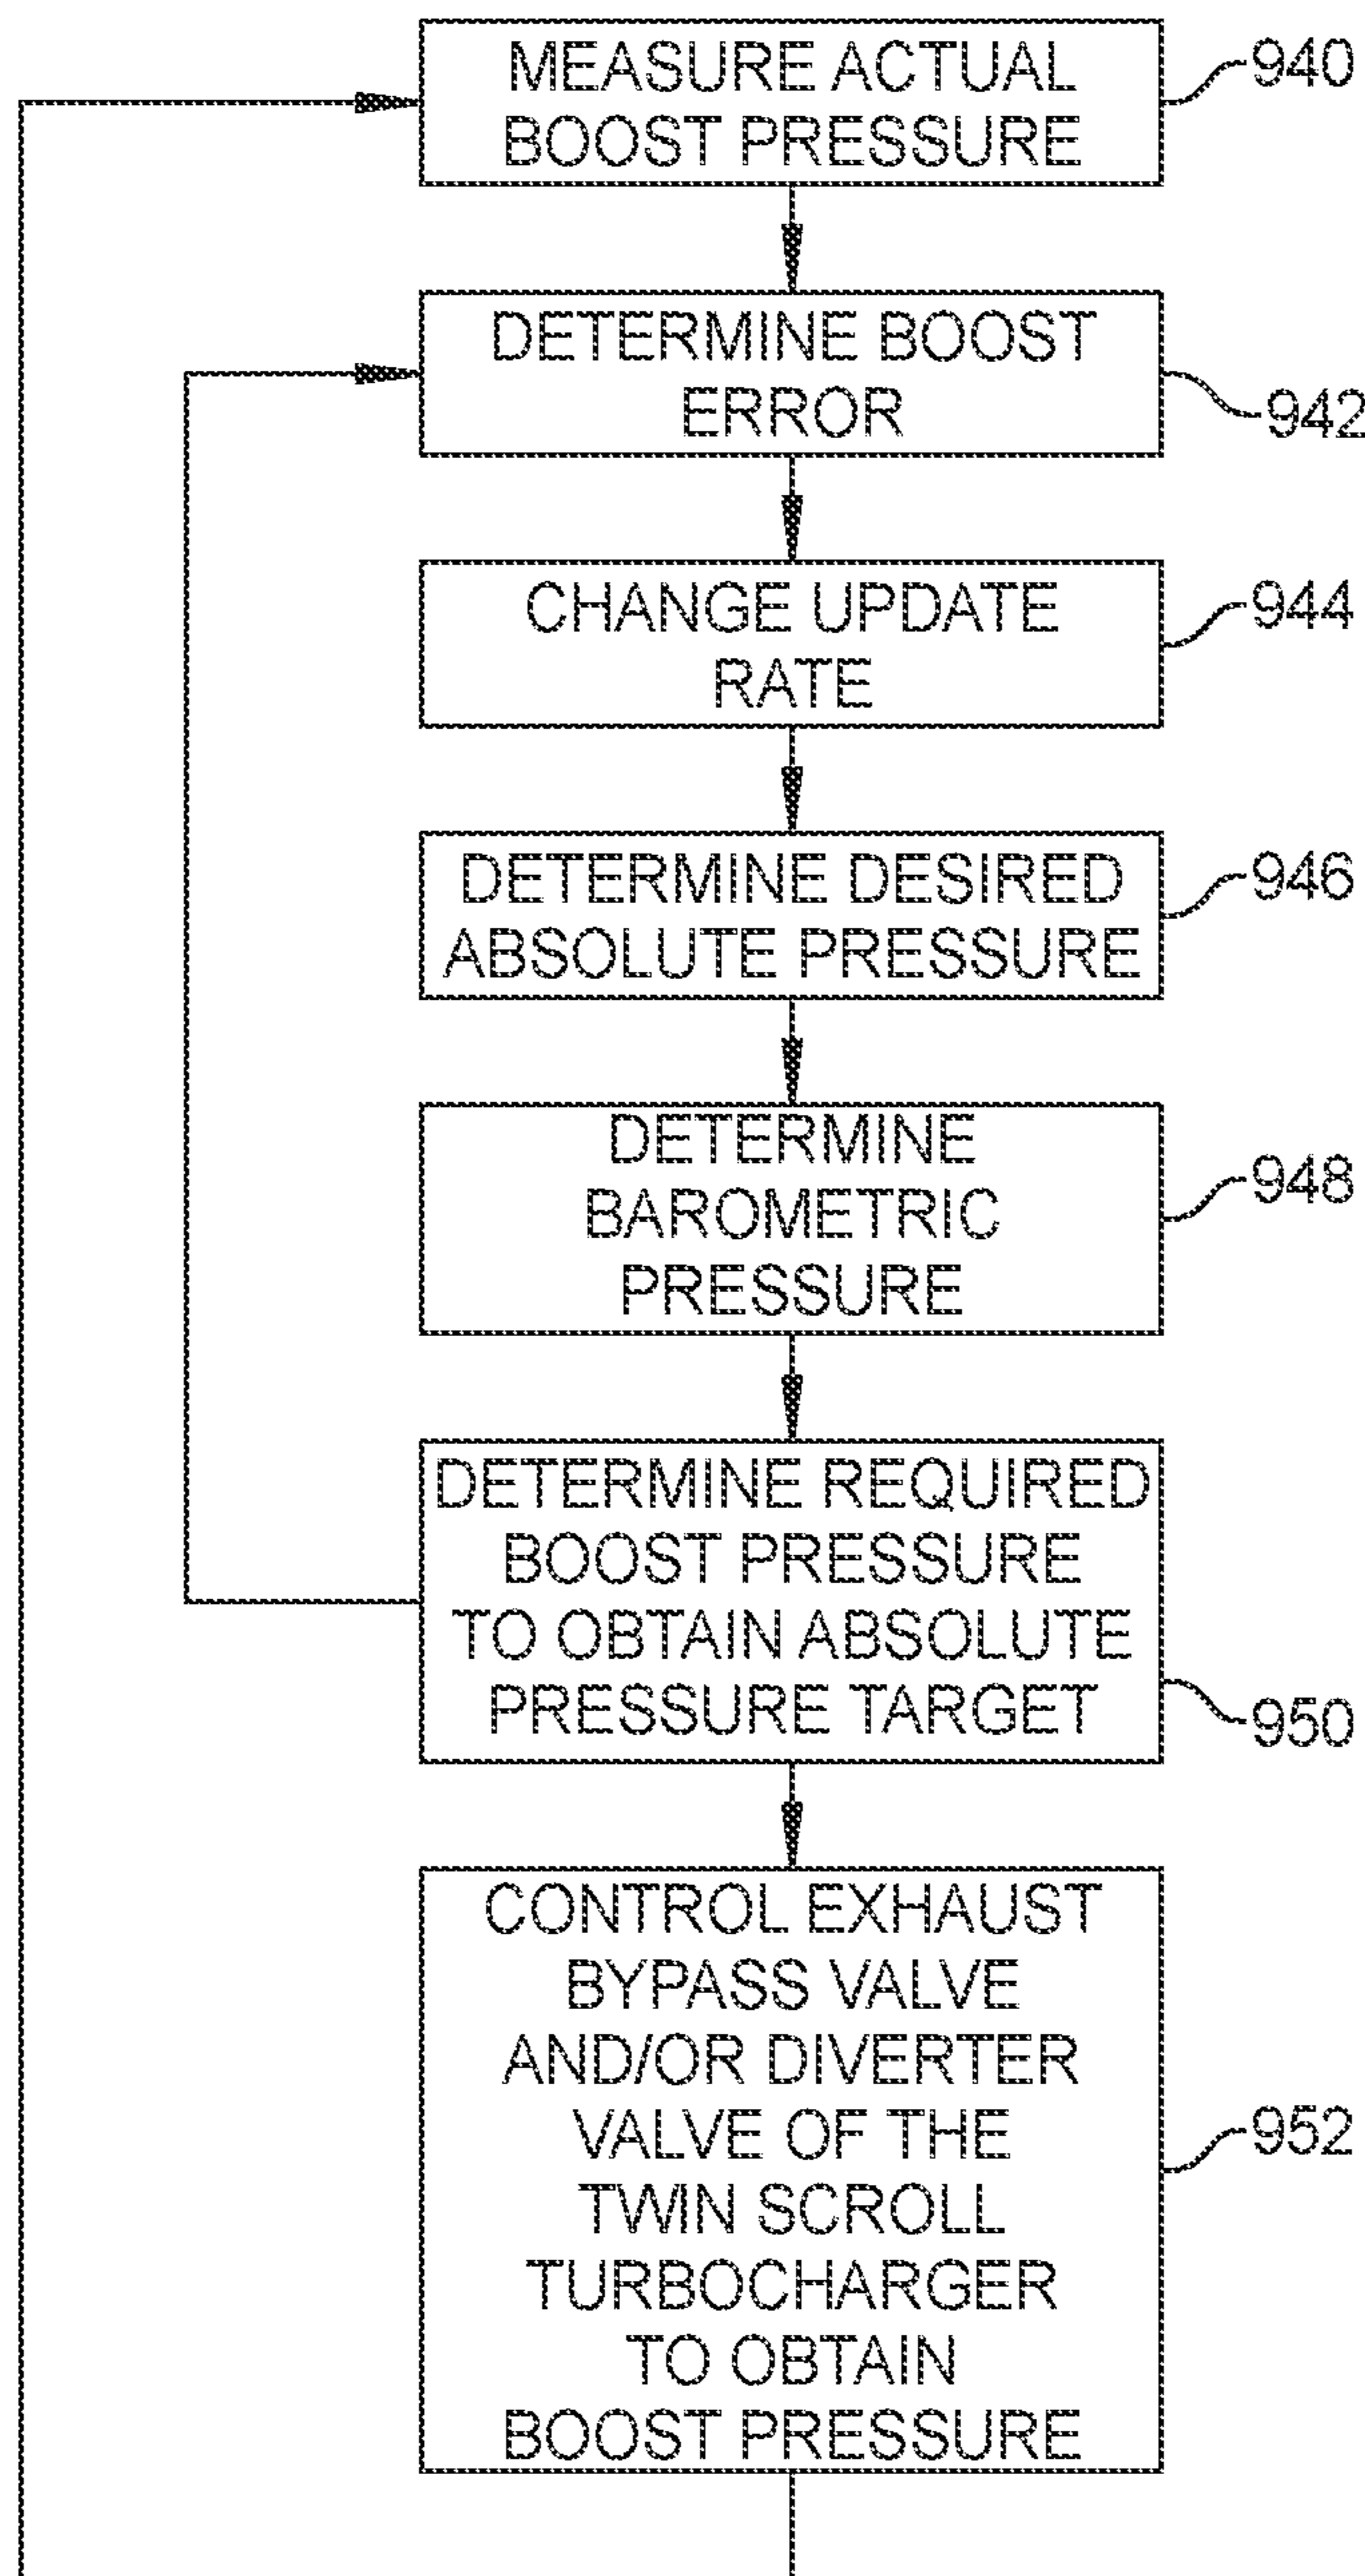 MEASURE ACTUAL
BOOST PRESSURE
940
DETERMINE BOOST
ERROR
942
CHANGE UPDATE
RATE
944
DETERMINE DESIRED
ABSOLUTE PRESSURE
946
DETERMINE
BAROMETRIC
PRESSURE
948
DETERMINE REQUIRED
BOOST PRESSURE
TO OBTAIN ABSOLUTE
PRESSURE TARGET
950
CONTROL EXHAUST
BYPASS VALVE
AND/OR DIVERTER
VALVE OF THE
TWIN SCROLL
TURBOCHARGER
TO OBTAIN
BOOST PRESSURE
952